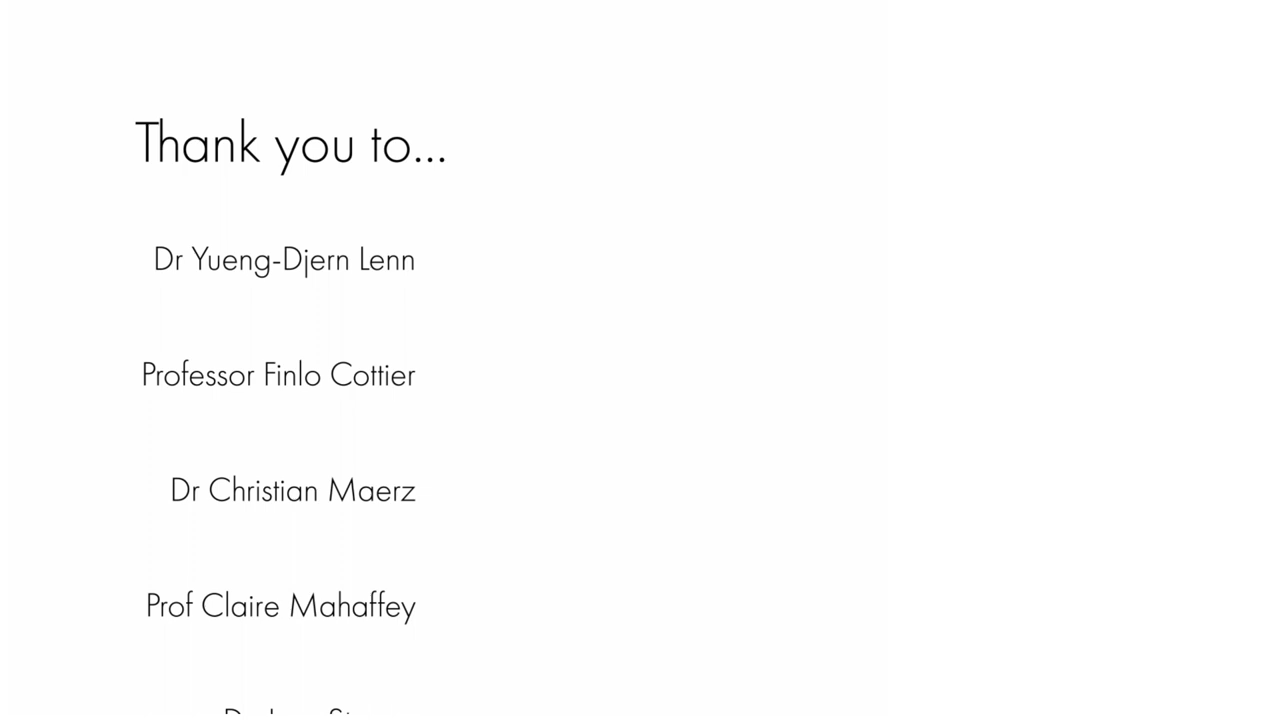 Thank you to...
Dr Yueng-Djern Lenn
Professor Finlo Cottier
Dr Christian Maerz
Prof Claire Mahaffey